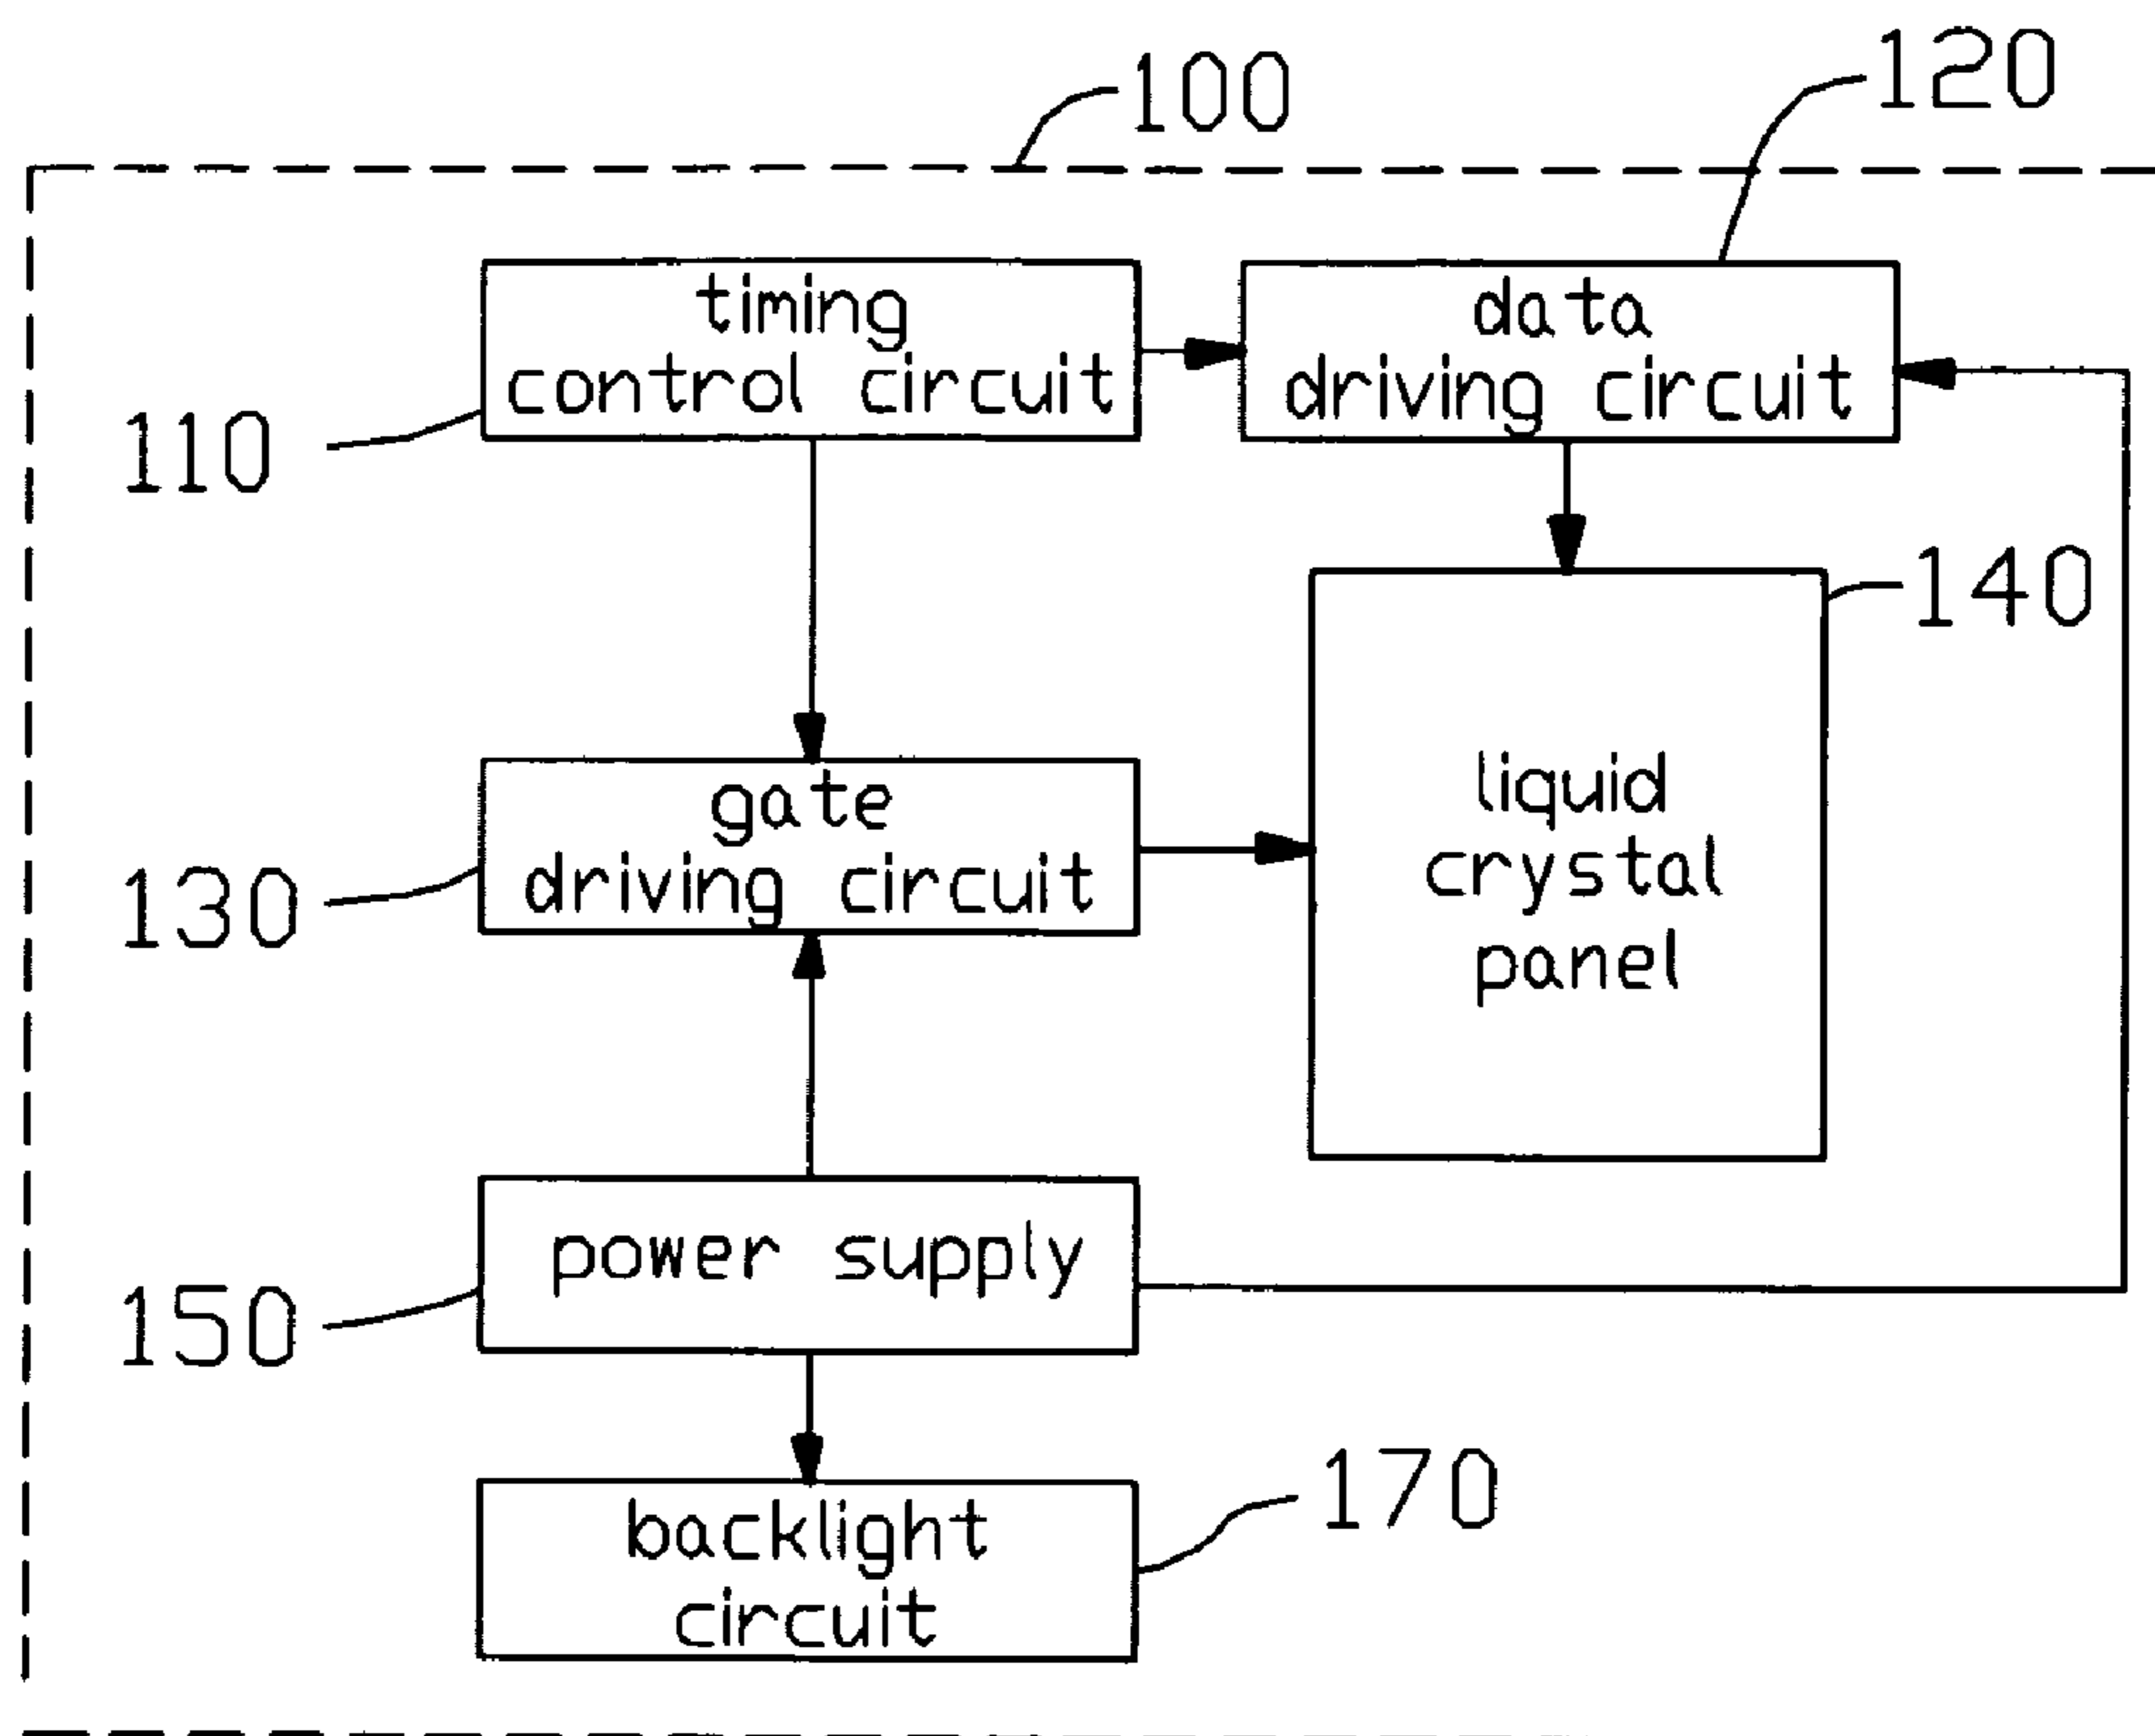 100
120
timing
control circuit
data
driving circuit
110
140
gate
driving circuit
liquid
crystal
panel
130
power supply
150
backlight
circuit
170